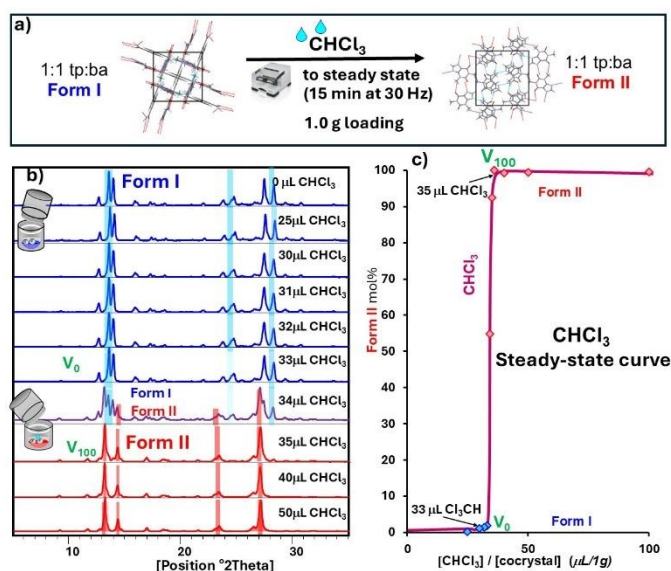 a)
1:1 tp:ba
Form I
CHCl3
to steady state
(15 min at 30 Hz)
1.0 g loading
1:1 tp:ba
Form II
b)
Form I
0 µL CHCl3
25µL CHCl3
30µL CHCl3
31µL CHCl3
32µL CHCl3
V0
33µL CHCl3
Form I
Form II
34µL CHCl3
V100
Form II
35µL CHCl3
40µL CHCl3
50µL CHCl3
5 10 15 20 25 30
[Position °2Theta]
c)
V100
35 µL CHCl3
Form II
100
90
80
70
60
50
40
30
20
10
0
Form II mol%
CHCl3
CHCl3
Steady-state curve
33 µL Cl3CH
V0
Form I
0 50 100
[CHCl3] / [cocrystal] (µL/1g)